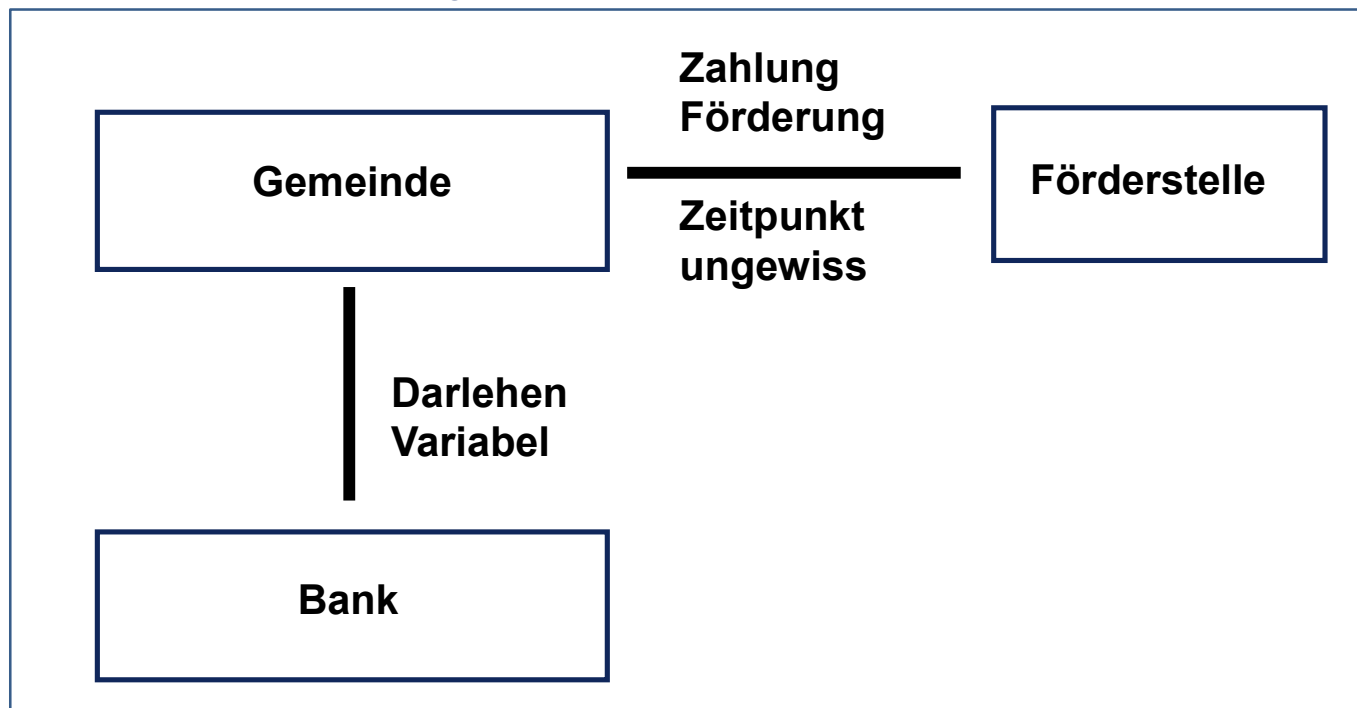 Zahlung
Förderung
Gemeinde
Förderstelle
Zeitpunkt
ungewiss
Darlehen
Variabel
Bank